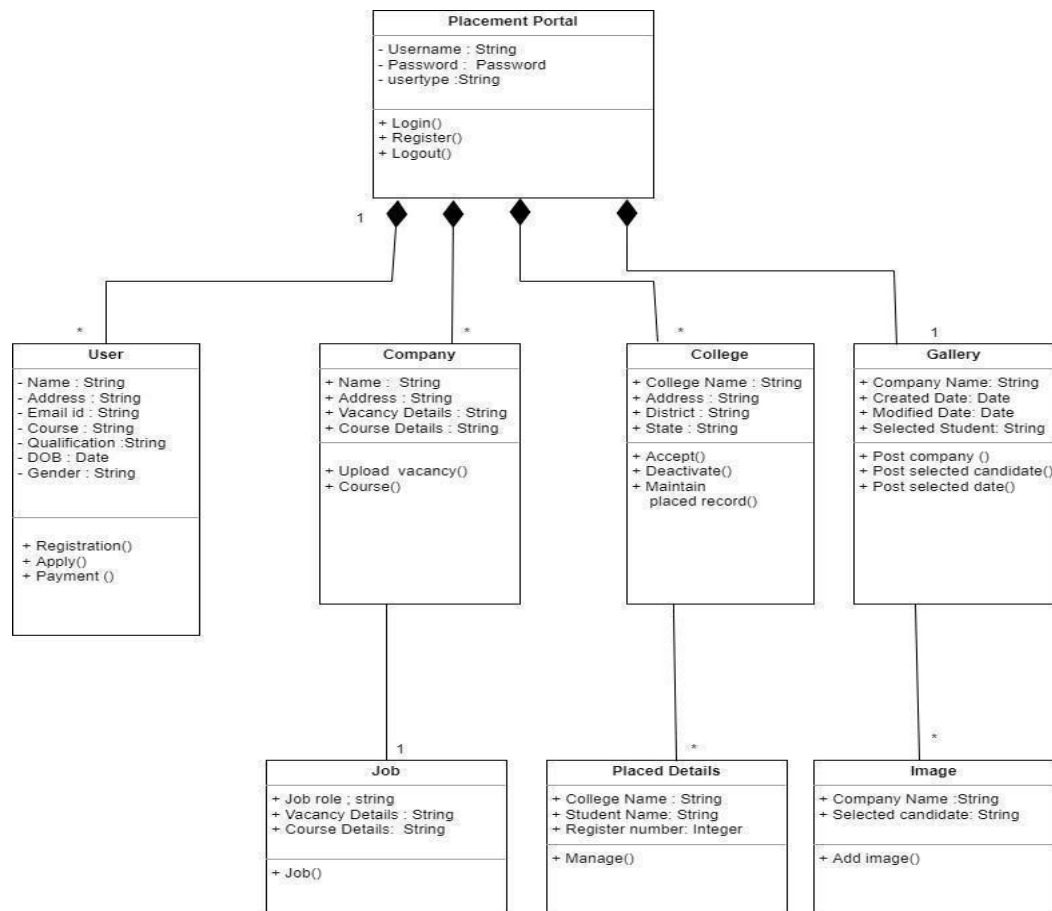 Placement Portal
- Username : String
- Password :  Password
- usertype :String
+ Login()
+ Register()
+ Logout()
1
*
*
*
1
User
- Name : String
- Address : String
- Email id : String
- Course : String
- Qualification :String
- DOB : Date
- Gender : String
+ Registration()
+ Apply()
+ Payment ()
Company
+ Name :  String
+ Address : String
+ Vacancy Details : String
+ Course Details : String
+ Upload  vacancy()
+ Course()
College
+ College Name : String
+ Address : String
+ District : String
+ State : String
+ Accept()
+ Deactivate()
+ Maintain
placed record()
Gallery
+ Company Name: String
+ Created Date: Date
+ Modified Date: Date
+ Selected Student: String
+ Post company ()
+ Post selected candidate()
+ Post selected date()
1
*
*
Job
+ Job role ; string
+ Vacancy Details : String
+ Course Details:  String
+ Job()
Placed Details
+ College Name : String
+ Student Name: String
+ Register number: Integer
+ Manage()
Image
+ Company Name :String
+ Selected candidate: String
+ Add image()